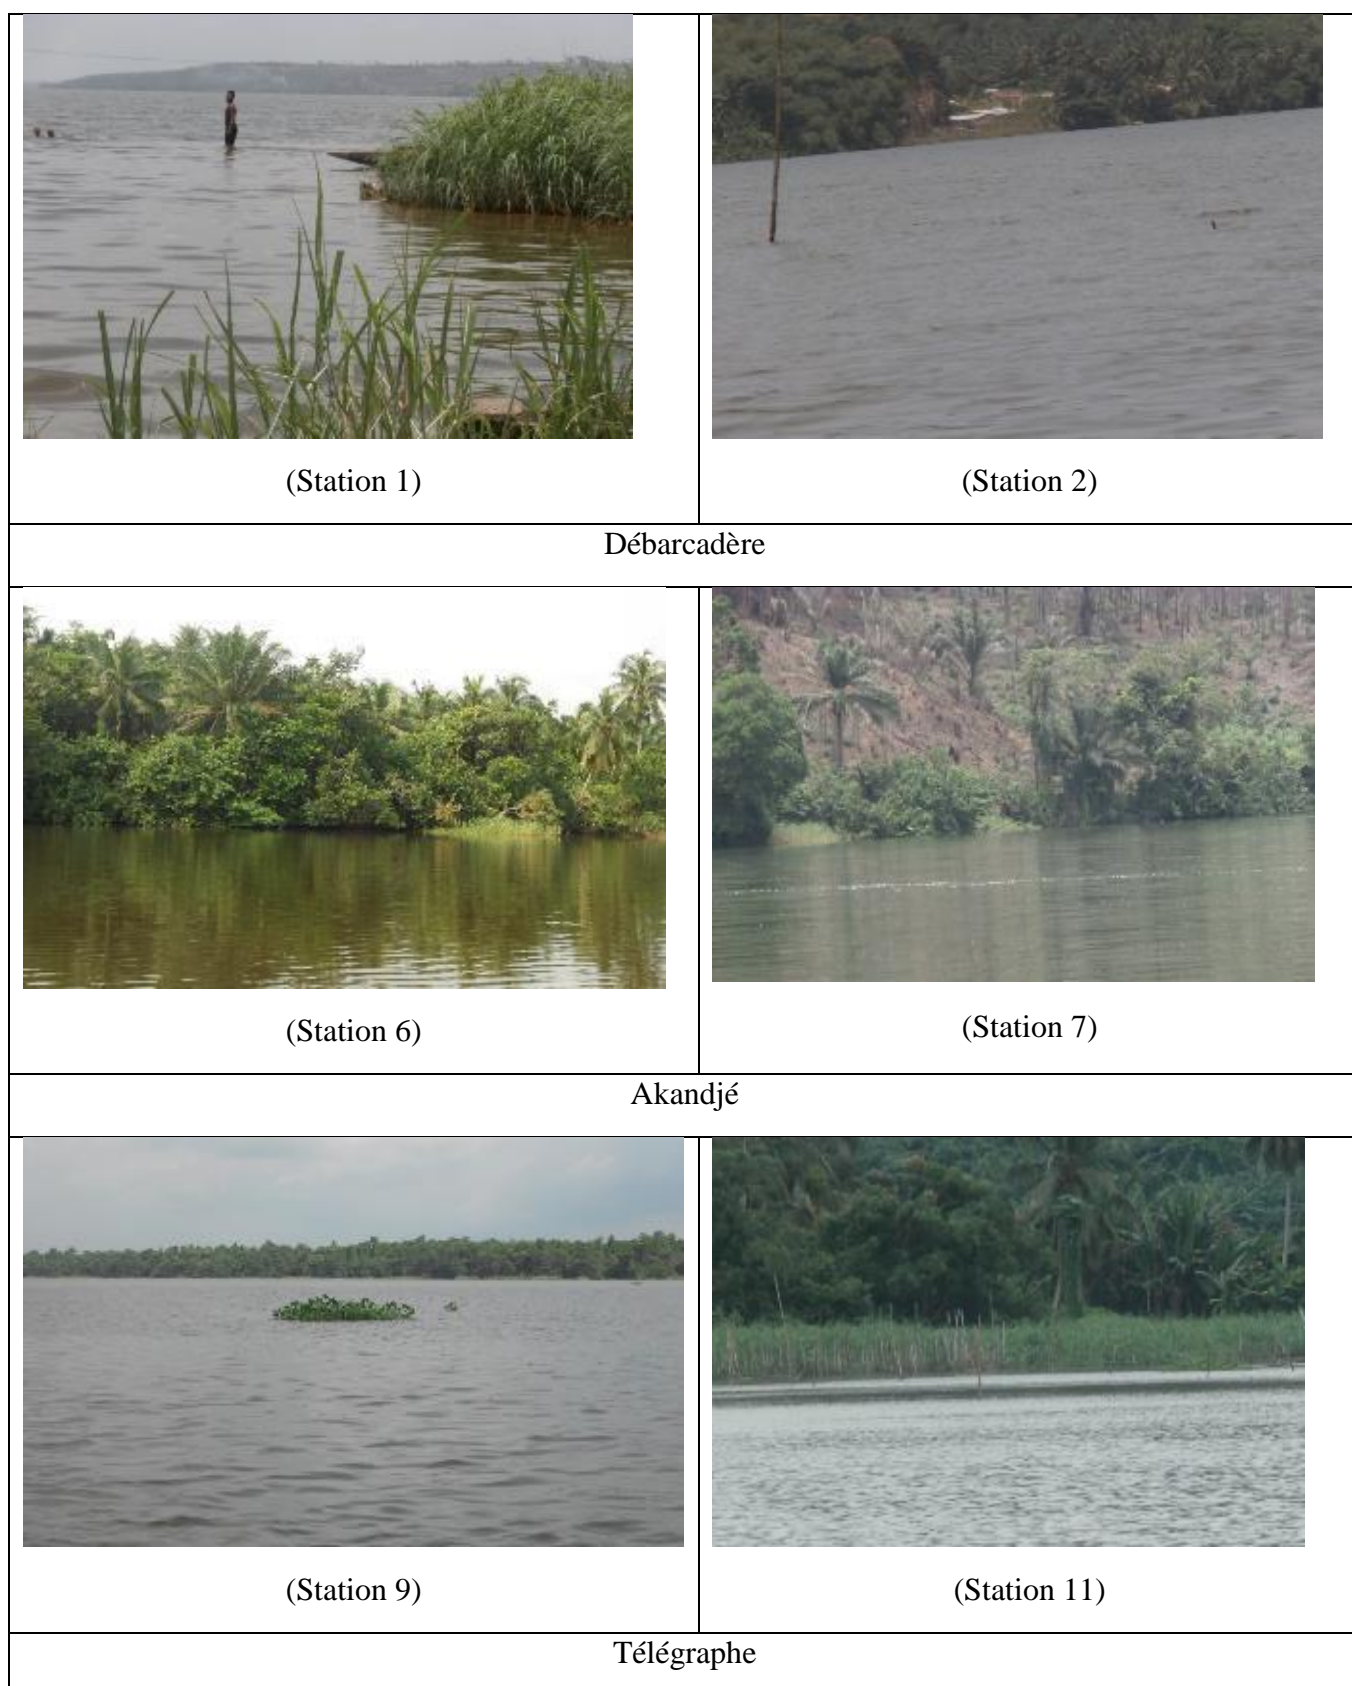 (Station 1)
(Station 2)
Débarcadère
(Station 6)
(Station 7)
Akandjé
(Station 9)
(Station 11)
Télégraphe